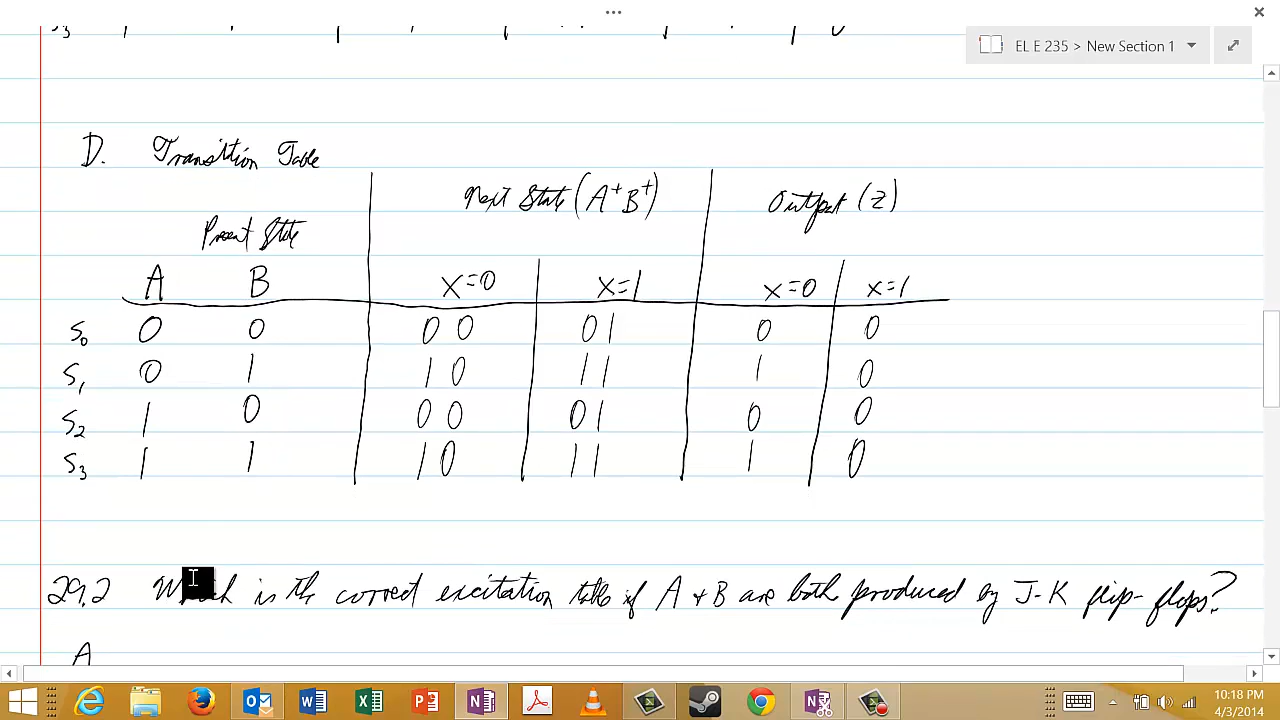 EL E 235 > New Section 1
D. Transition Table
Next State (A+ B+) Output (Z)
Present State
A B x=0 x=1 x=0 x=1
S0 0 0 0 0 0 1 0 0
S1 0 1 1 0 1 1 1 0
S2 1 0 0 0 0 1 0 0
S3 1 1 1 0 1 1 1 0
29.2 Which is the correct excitation table if A + B are both produced by J-K flip-flops?
A
10:18 PM
4/3/2014